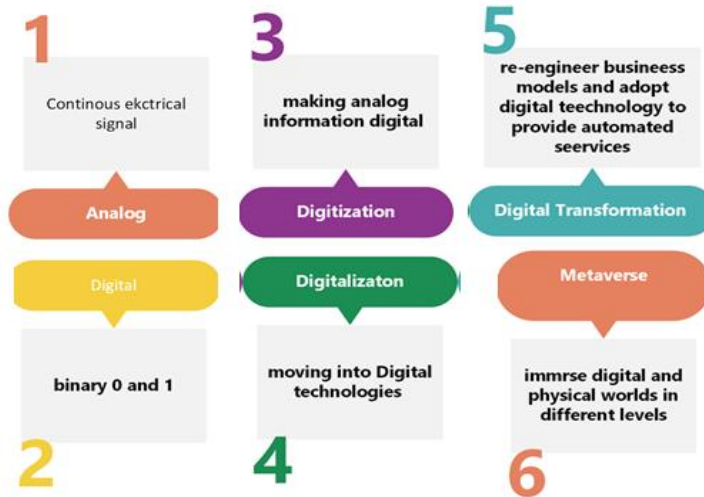 1
Continous ekctrical
signal
Analog
Digital
binary 0 and 1
2
3
making analog
information digital
Digitization
Digitalizaton
moving into Digital
technologies
4
5
re-engineer busineess
models and adopt
digital teechnology to
provide automated
seervices
Digital Transformation
Metaverse
immrse digital and
physical worlds in
different levels
6